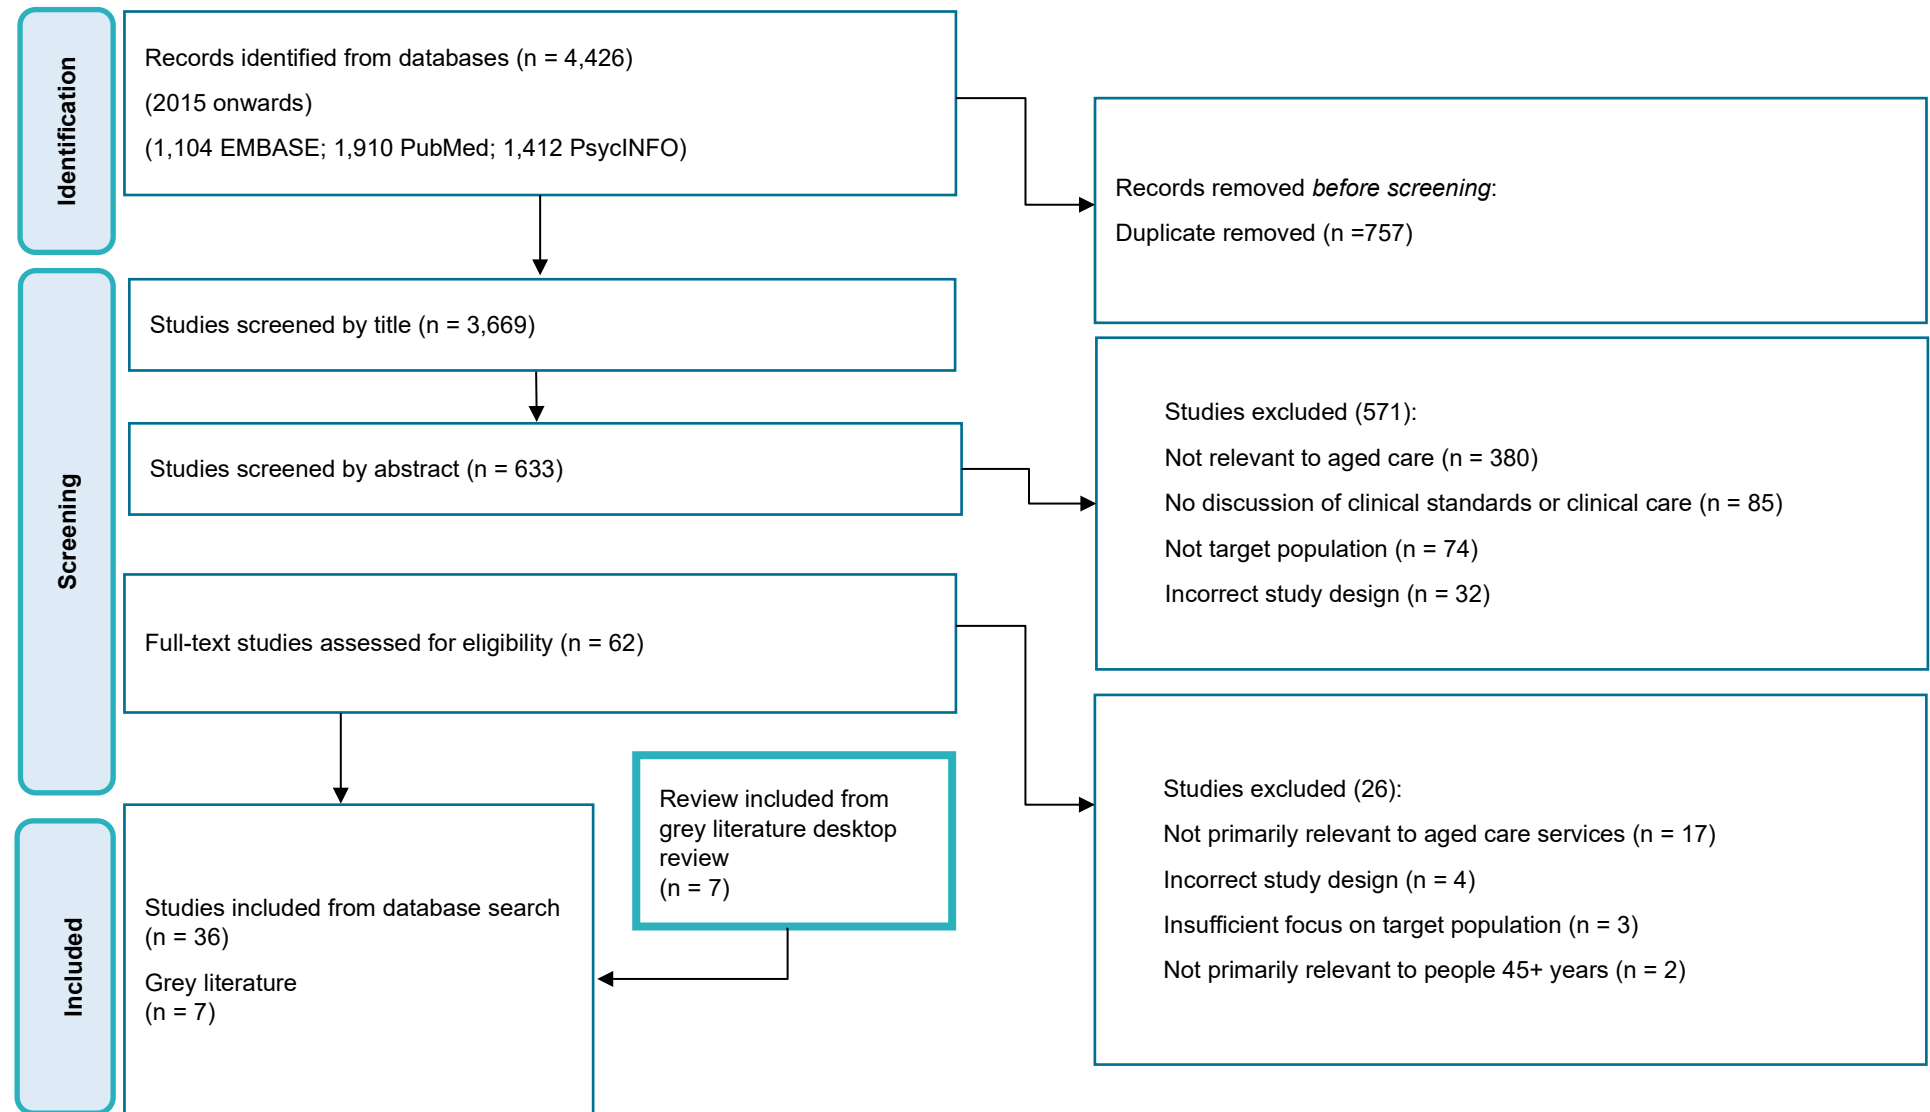 Identification
Records identified from databases (n = 4,426)
(2015 onwards)
(1,104 EMBASE; 1,910 PubMed; 1,412 PsycINFO)
Records removed before screening:
Duplicate removed (n =757)
Screening
Studies screened by title (n = 3,669)
Studies screened by abstract (n = 633)
Studies excluded (571):
Not relevant to aged care (n = 380)
No discussion of clinical standards or clinical care (n = 85)
Not target population (n = 74)
Incorrect study design (n = 32)
Full-text studies assessed for eligibility (n = 62)
Studies excluded (26):
Not primarily relevant to aged care services (n = 17)
Incorrect study design (n = 4)
Insufficient focus on target population (n = 3)
Not primarily relevant to people 45+ years (n = 2)
Review included from
grey literature desktop
review
(n = 7)
Included
Studies included from database search
(n = 36)
Grey literature
(n = 7)